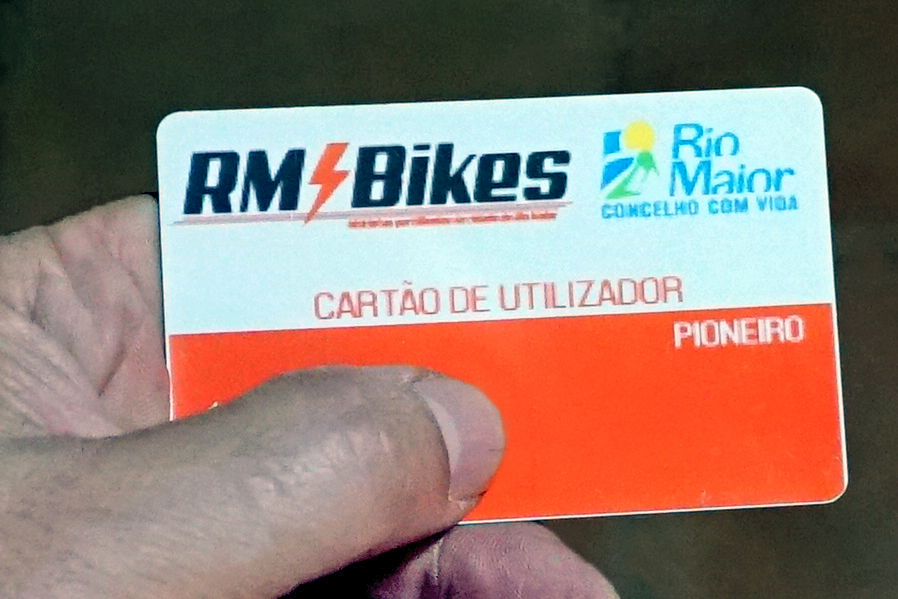 RM Bikes
Rio
Maior
CONCELHO COM VIDA
CARTÃO DE UTILIZADOR
PIONEIRO